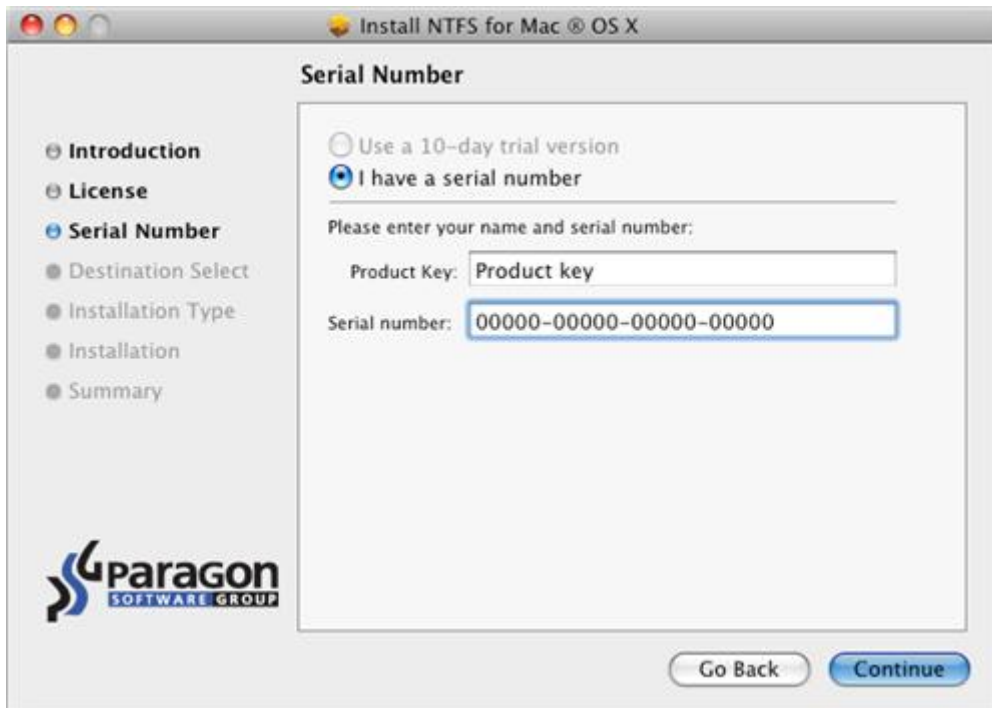 Install NTFS for Mac ® OS X
Serial Number
Introduction
License
Serial Number
Destination Select
Installation Type
Installation
Summary
Use a 10-day trial version
I have a serial number
Please enter your name and serial number:
Product Key: Product key
Serial number: 00000-00000-00000-00000
Paragon
SOFTWARE GROUP
Go Back Continue